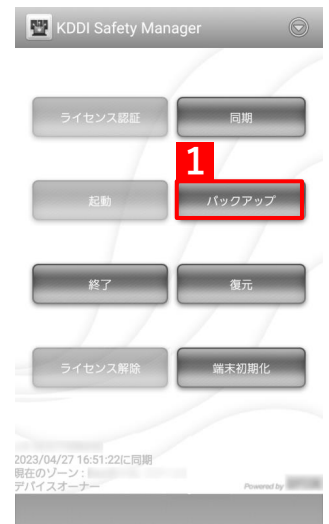 KDDI Safety Manager
ライセンス認証
同期
1
起動
バックアップ
終了
復元
ライセンス解除
端末初期化
2023/04/27 16:51:22に同期
現在のゾーン :
デバイスオーナー
Powered by